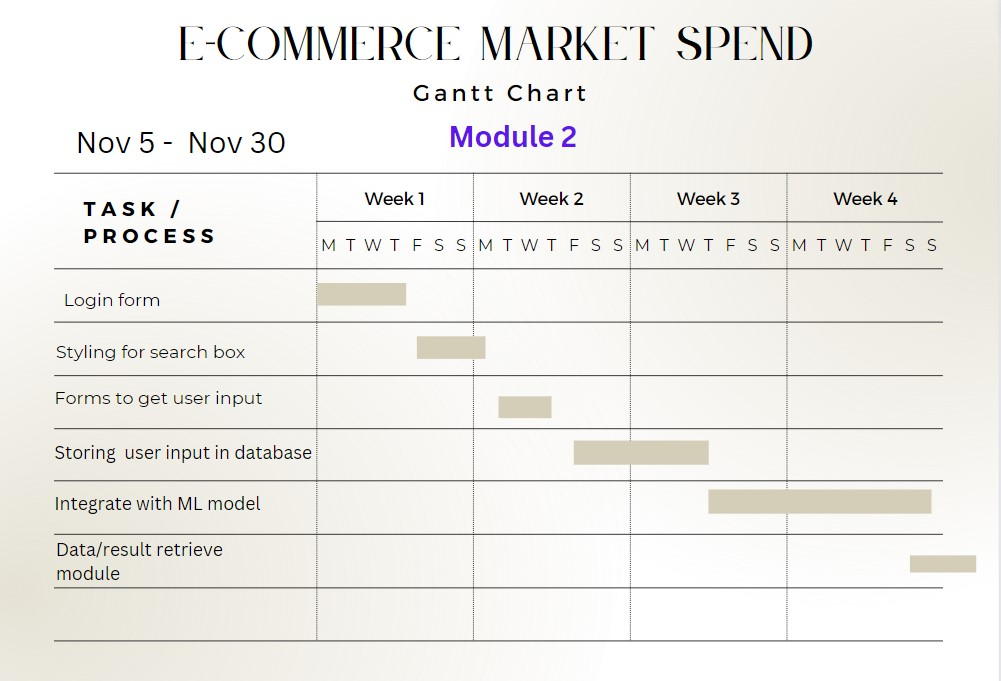 E-COMMERCE MARKET SPEND
Gantt Chart
Nov 5 - Nov 30
Module 2
TASK /
PROCESS
Week 1 Week 2 Week 3 Week 4
M T W T F S S M T W T F S S M T W T F S S M T W T F S S
Login form
Styling for search box
Forms to get user input
Storing user input in database
Integrate with ML model
Data/result retrieve
module